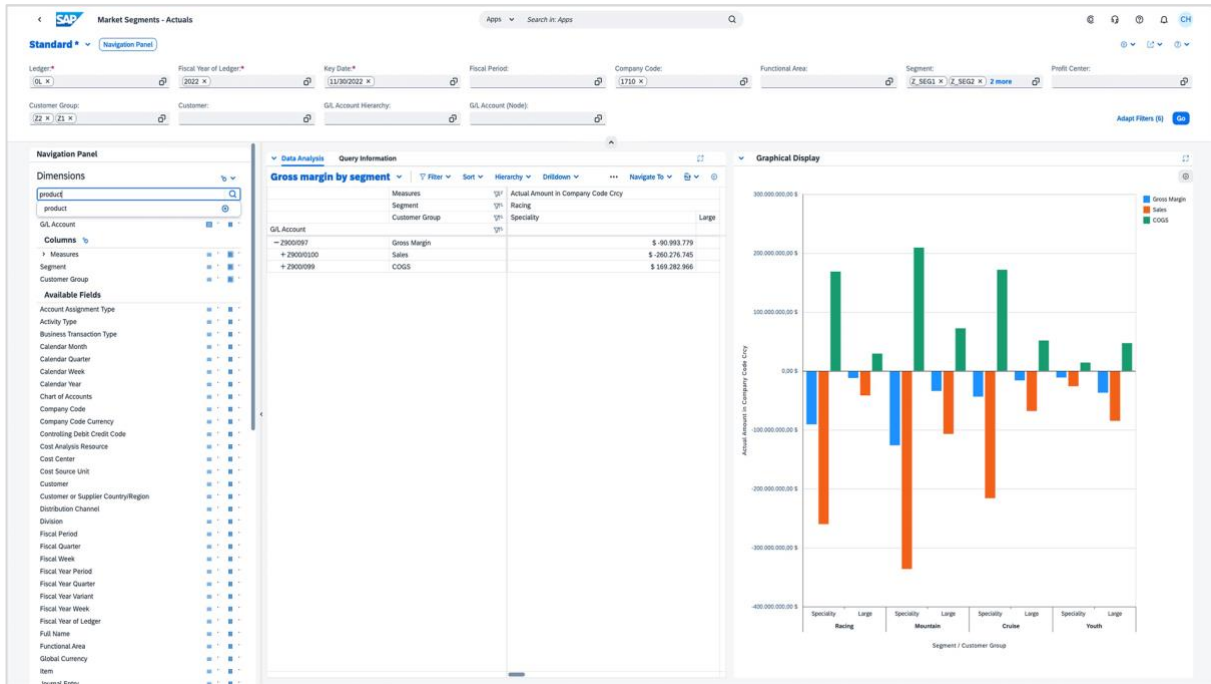 SAP Market Segments - Actuals Apps Search in: Apps CH
Standard * Navigation Panel
Ledger:* Fiscal Year of Ledger:* Key Date:* Fiscal Period: Company Code: Functional Area: Segment: Profit Center:
0L × 2022 × 11/30/2022 × 1710 × Z_SEG1 × Z_SEG2 × 2 more
Customer Group: Customer: G/L Account Hierarchy: G/L Account (Node):
Z2 × Z1 × Adapt Filters (6) Go
Navigation Panel
Dimensions
product
product
G/L Account
Columns
Measures
Segment
Customer Group
Available Fields
Account Assignment Type
Activity Type
Business Transaction Type
Calendar Month
Calendar Quarter
Calendar Week
Calendar Year
Chart of Accounts
Company Code
Company Code Currency
Controlling Debit Credit Code
Cost Analysis Resource
Cost Center
Cost Source Unit
Customer
Customer or Supplier Country/Region
Distribution Channel
Division
Fiscal Period
Fiscal Quarter
Fiscal Week
Fiscal Year Period
Fiscal Year Quarter
Fiscal Year Variant
Fiscal Year Week
Fiscal Year of Ledger
Full Name
Functional Area
Global Currency
Item
Journal Entry
Data Analysis Query Information
Gross margin by segment Filter Sort Hierarchy Drilldown ... Navigate To
Measures Actual Amount in Company Code Crcy
Segment Racing
Customer Group Speciality Large
G/L Account
− Z900/097 Gross Margin $ -90.993.779
+ Z900/0100 Sales $ -260.276.745
+ Z900/099 COGS $ 169.282.966
Graphical Display
Gross Margin
Sales
COGS
300.000.000,00 $
200.000.000,00 $
100.000.000,00 $
0,00 $
-100.000.000,00 $
-200.000.000,00 $
-300.000.000,00 $
-400.000.000,00 $
Actual Amount in Company Code Crcy
Speciality Large Speciality Large Speciality Large Speciality Large
Racing Mountain Cruise Youth
Segment / Customer Group